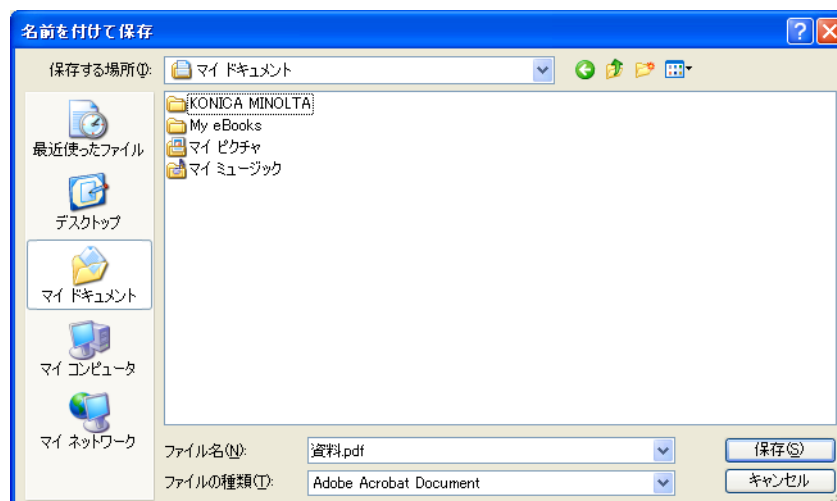 名前を付けて保存
保存する場所(I):
マイ ドキュメント
最近使ったファイル
デスクトップ
マイ ドキュメント
マイ コンピュータ
マイ ネットワーク
KONICA MINOLTA
My eBooks
マイ ピクチャ
マイ ミュージック
ファイル名(N):
資料.pdf
保存(S)
ファイルの種類(T):
Adobe Acrobat Document
キャンセル